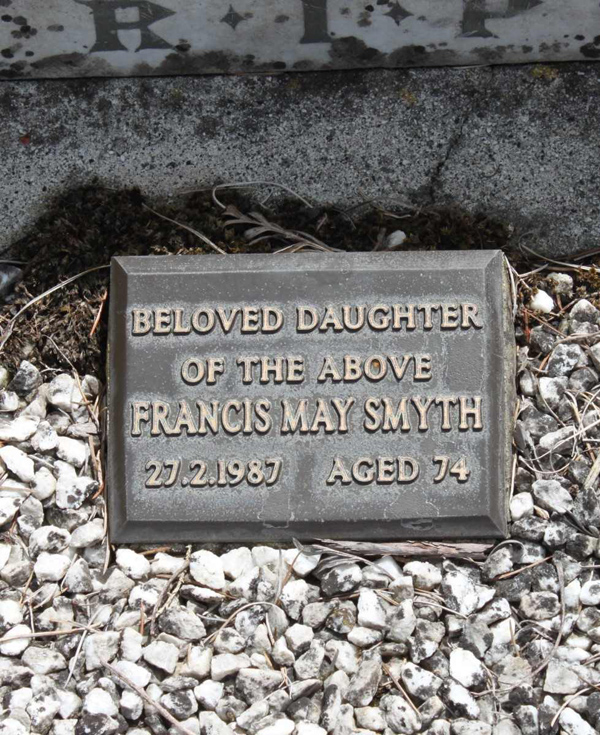 R·I·P
BELOVED DAUGHTER
OF THE ABOVE
FRANCIS MAY SMYTH
27.2.1987 AGED 74